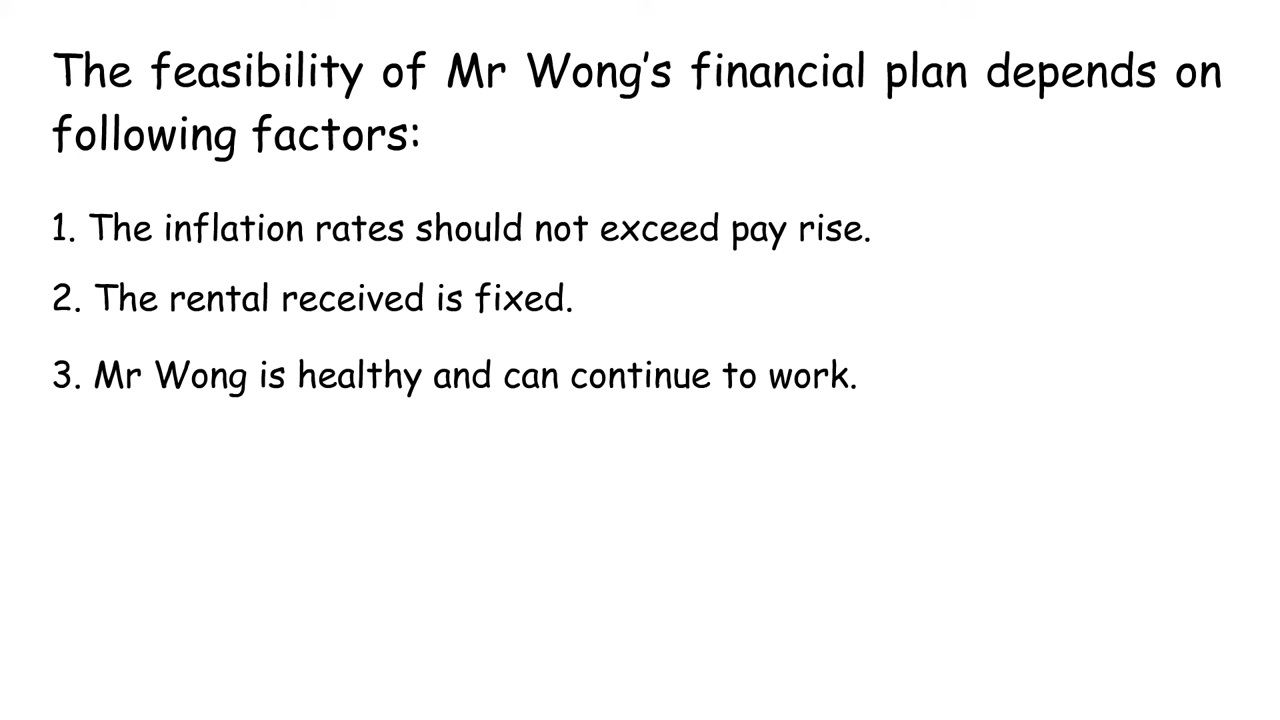 The feasibility of Mr Wong's financial plan depends on
following factors:
1. The inflation rates should not exceed pay rise.
2. The rental received is fixed.
3. Mr Wong is healthy and can continue to work.